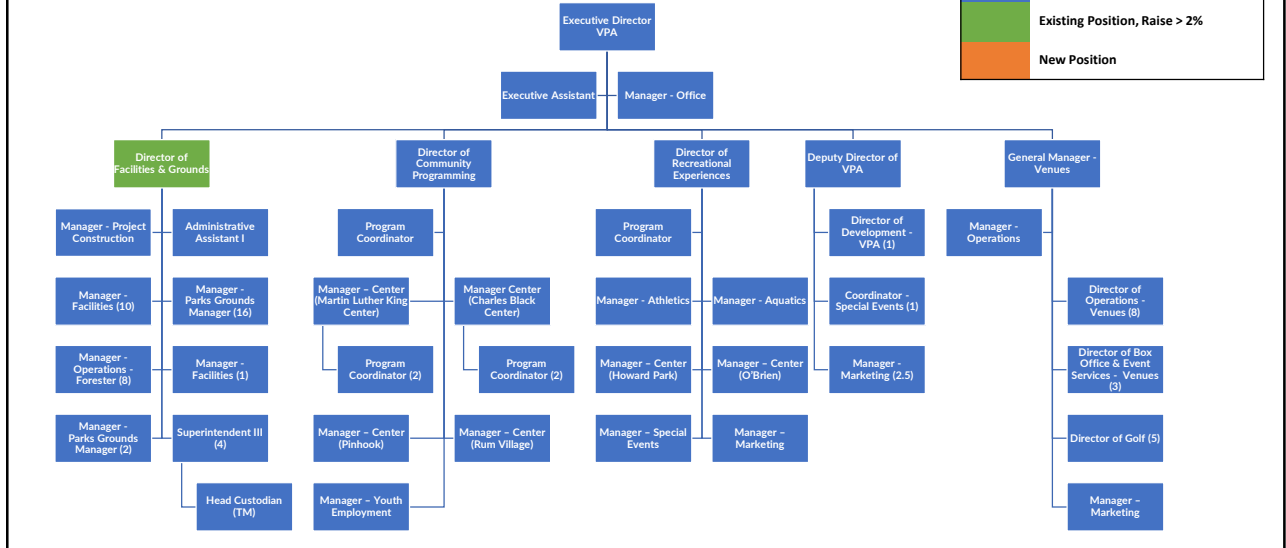 Existing Position, Raise > 2%
New Position
Executive Director
VPA
Executive Assistant
Manager - Office
Director of
Facilities & Grounds
Director of
Community
Programming
Director of
Recreational
Experiences
Deputy Director of
VPA
General Manager -
Venues
Manager - Project
Construction
Administrative
Assistant I
Manager -
Facilities (10)
Manager -
Parks Grounds
Manager (16)
Manager -
Operations -
Forester (8)
Manager -
Facilities (1)
Manager -
Parks Grounds
Manager (2)
Superintendent III
(4)
Head Custodian
(TM)
Program
Coordinator
Manager – Center
(Martin Luther King
Center)
Manager Center
(Charles Black
Center)
Program
Coordinator (2)
Program
Coordinator (2)
Manager – Center
(Pinhook)
Manager – Center
(Rum Village)
Manager – Youth
Employment
Program
Coordinator
Manager - Athletics
Manager - Aquatics
Manager – Center
(Howard Park)
Manager – Center
(O'Brien)
Manager – Special
Events
Manager –
Marketing
Director of
Development -
VPA (1)
Coordinator -
Special Events (1)
Manager -
Marketing (2.5)
Manager -
Operations
Director of
Operations -
Venues (8)
Director of Box
Office & Event
Services - Venues
(3)
Director of Golf (5)
Manager –
Marketing